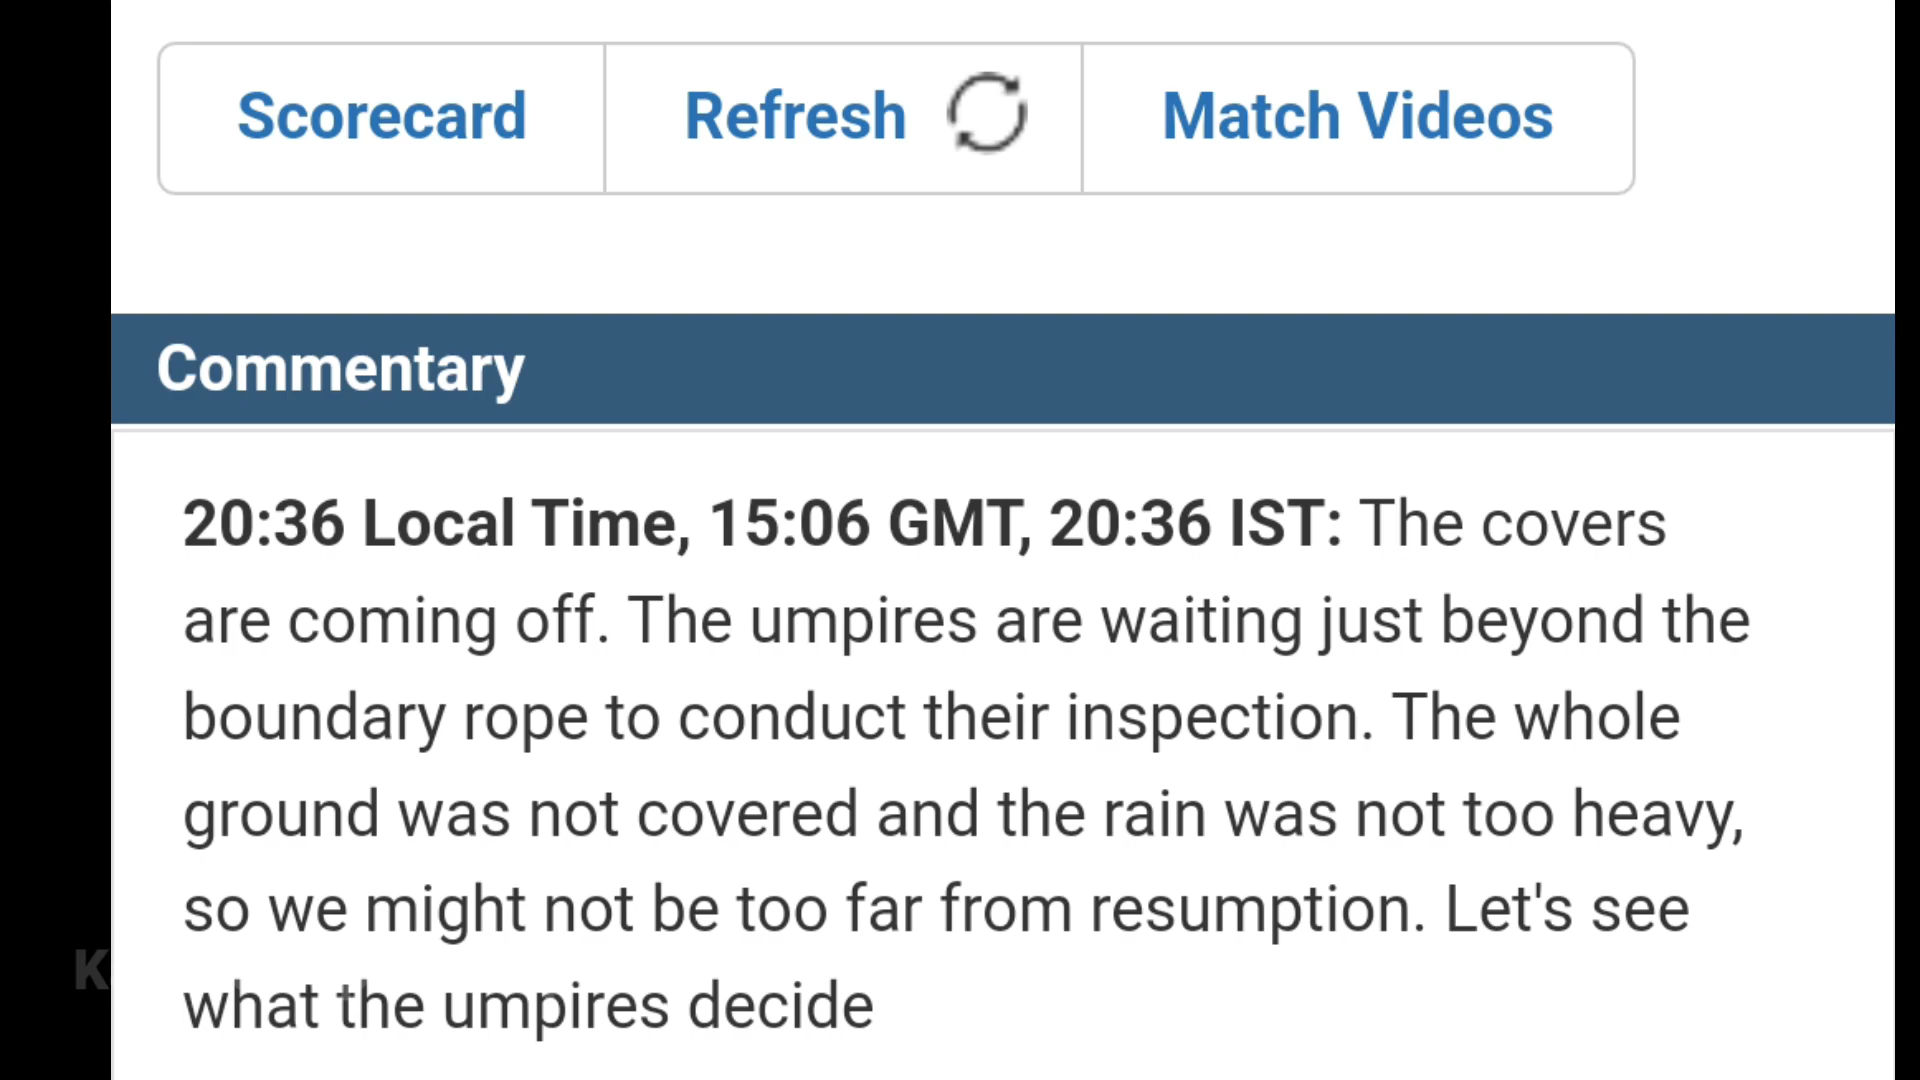 Scorecard Refresh Match Videos
Commentary
20:36 Local Time, 15:06 GMT, 20:36 IST: The covers
are coming off. The umpires are waiting just beyond the
boundary rope to conduct their inspection. The whole
ground was not covered and the rain was not too heavy,
so we might not be too far from resumption. Let's see
K
what the umpires decide